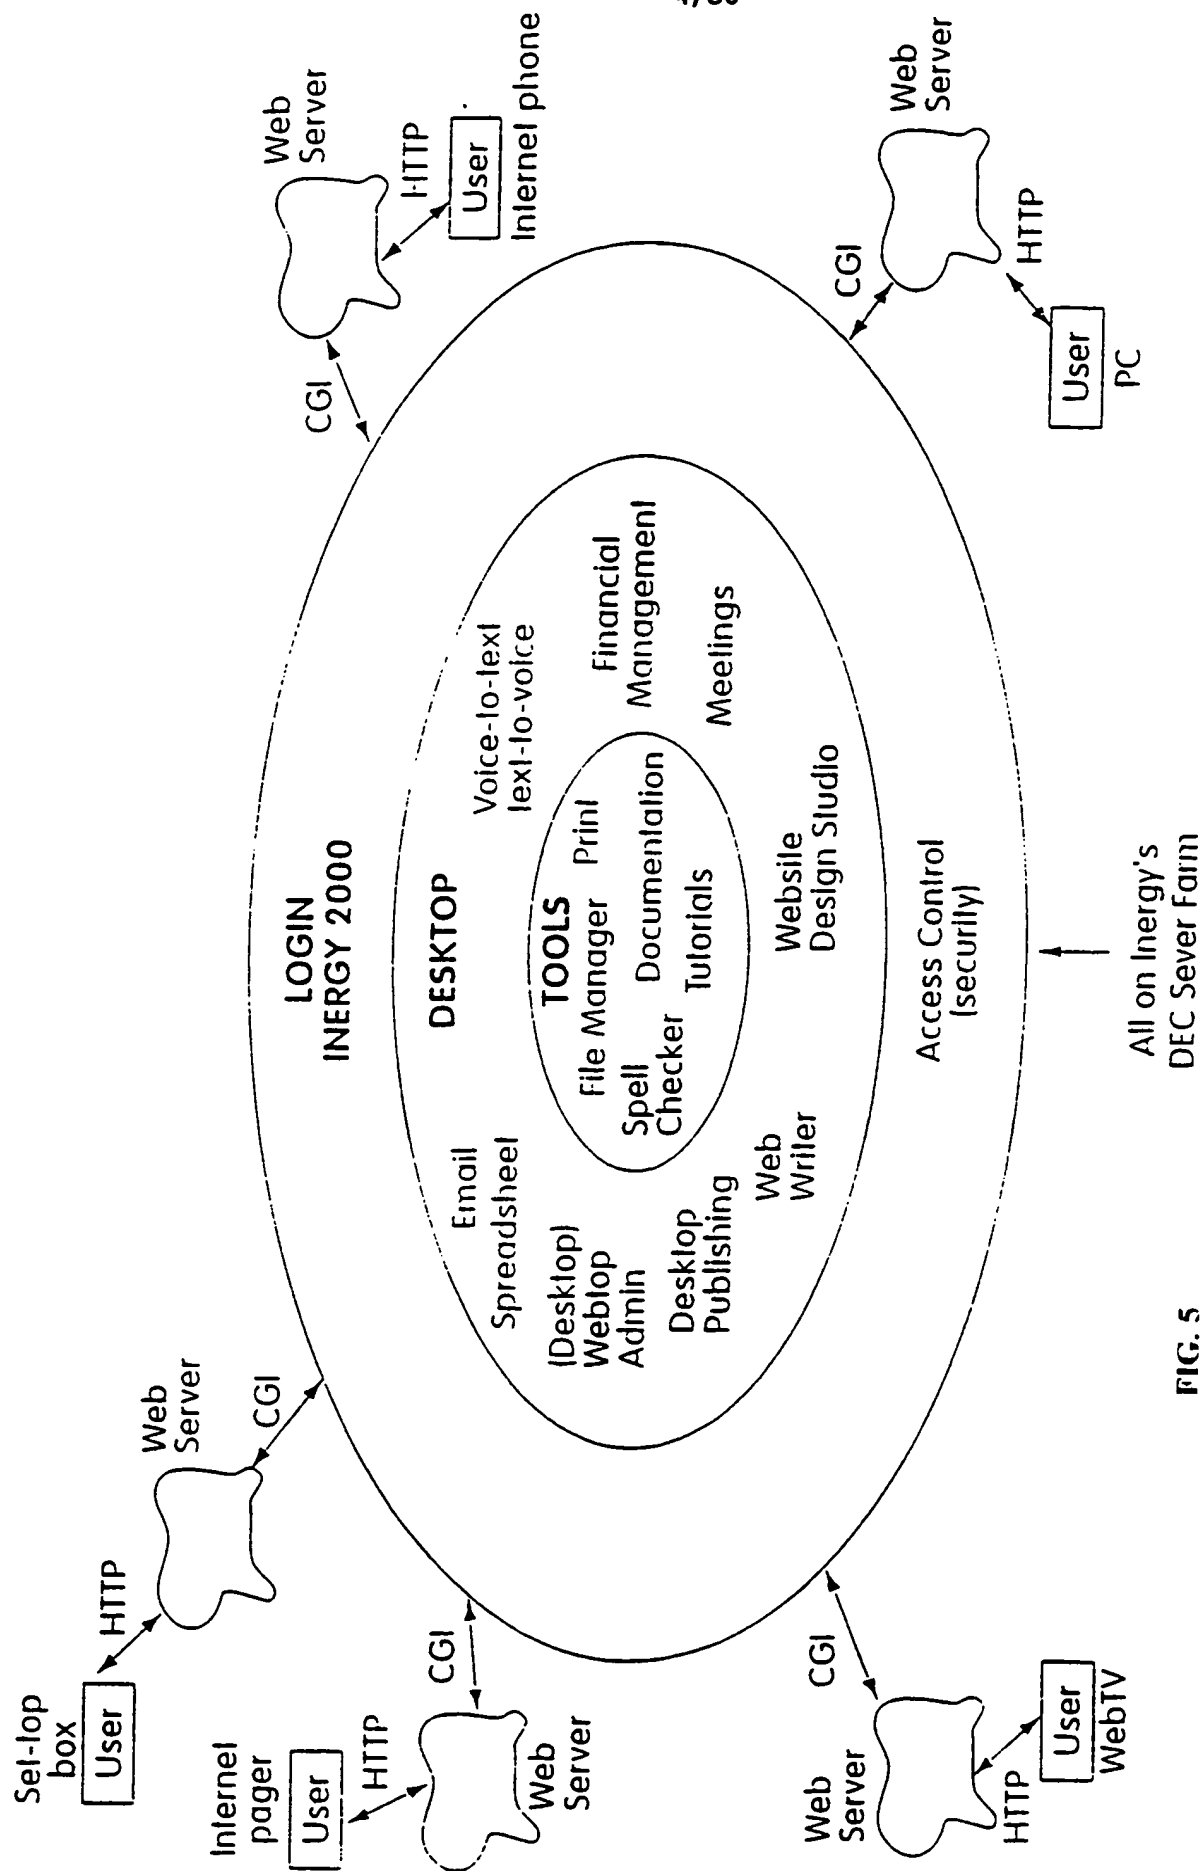 Set-top
box
User
HTTP
Web
Server
CGI
Internet
pager
User
HTTP
Web
Server
CGI
Web
Server
CGI
HTTP
User
Internet phone
LOGIN
INERGY 2000
DESKTOP
Email
Spreadsheet
(Desktop)
Webtop
Admin
Desktop
Publishing
Web
Writer
Voice-to-text
text-to-voice
Financial
Management
Meetings
Website
Design Studio
TOOLS
File Manager
Print
Spell
Checker
Documentation
Tutorials
Access Control
(security)
Web
Server
CGI
HTTP
User
WebTV
CGI
Web
Server
HTTP
User
PC
All on Inergy's
DEC Sever Farm
FIG. 5